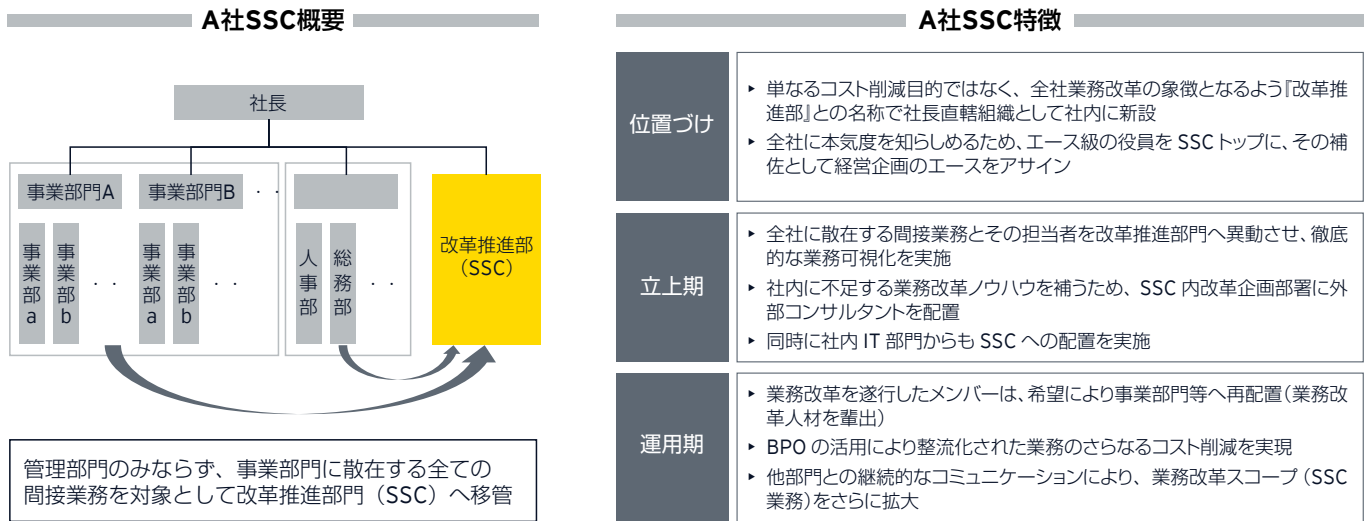 A社SSC概要
社長
事業部門A
事業部門B
・・
事業部a
事業部b
・・
事業部a
事業部b
・・
人事部
総務部
・・
改革推進部
（SSC）
管理部門のみならず、事業部門に散在する全ての
間接業務を対象として改革推進部門（SSC）へ移管
A社SSC特徴
位置づけ
▸ 単なるコスト削減目的ではなく、全社業務改革の象徴となるよう『改革推
進部』との名称で社長直轄組織として社内に新設
▸ 全社に本気度を知らしめるため、エース級の役員を SSC トップに、その補
佐として経営企画のエースをアサイン
立上期
▸ 全社に散在する間接業務とその担当者を改革推進部門へ異動させ、徹底
的な業務可視化を実施
▸ 社内に不足する業務改革ノウハウを補うため、SSC 内改革企画部署に外
部コンサルタントを配置
▸ 同時に社内 IT 部門からも SSC への配置を実施
運用期
▸ 業務改革を遂行したメンバーは、希望により事業部門等へ再配置（業務改
革人材を輩出）
▸ BPO の活用により整流化された業務のさらなるコスト削減を実現
▸ 他部門との継続的なコミュニケーションにより、業務改革スコープ（SSC
業務）をさらに拡大